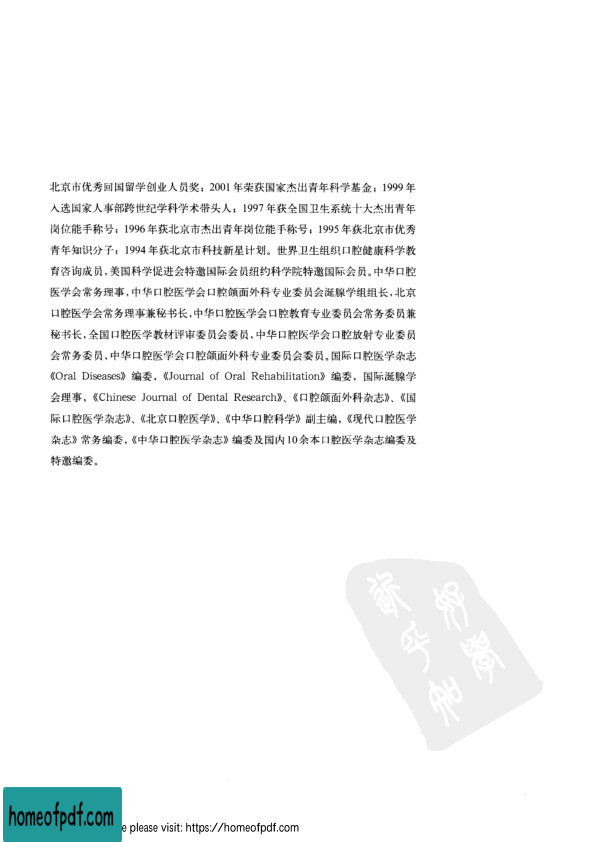 北京市优秀回国留学创业人员奖；2001年荣获国家杰出青年科学基金；1999年
入选国家人事部跨世纪学科学术带头人；1997年获全国卫生系统十大杰出青年
岗位能手称号；1996年获北京市杰出青年岗位能手称号；1995年获北京市优秀
青年知识分子；1994年获北京市科技新星计划。世界卫生组织口腔健康科学教
育咨询成员，美国科学促进会特邀国际会员纽约科学院特邀国际会员。中华口腔
医学会常务理事，中华口腔医学会口腔颌面外科专业委员会涎腺学组组长，北京
口腔医学会常务理事兼秘书长，中华口腔医学会口腔教育专业委员会常务委员兼
秘书长，全国口腔医学教材评审委员会委员，中华口腔医学会口腔放射专业委员
会常务委员，中华口腔医学会口腔颌面外科专业委员会委员。国际口腔医学杂志
《Oral Diseases》编委，《Journal of Oral Rehabilitation》编委，国际涎腺学
会理事，《Chinese Journal of Dental Research》、《口腔颌面外科杂志》、《国
际口腔医学杂志》、《北京口腔医学》、《中华口腔科学》副主编，《现代口腔医学
杂志》常务编委，《中华口腔医学杂志》编委及国内10余本口腔医学杂志编委及
特邀编委。
homeofpdf.com
e please visit: https://homeofpdf.com